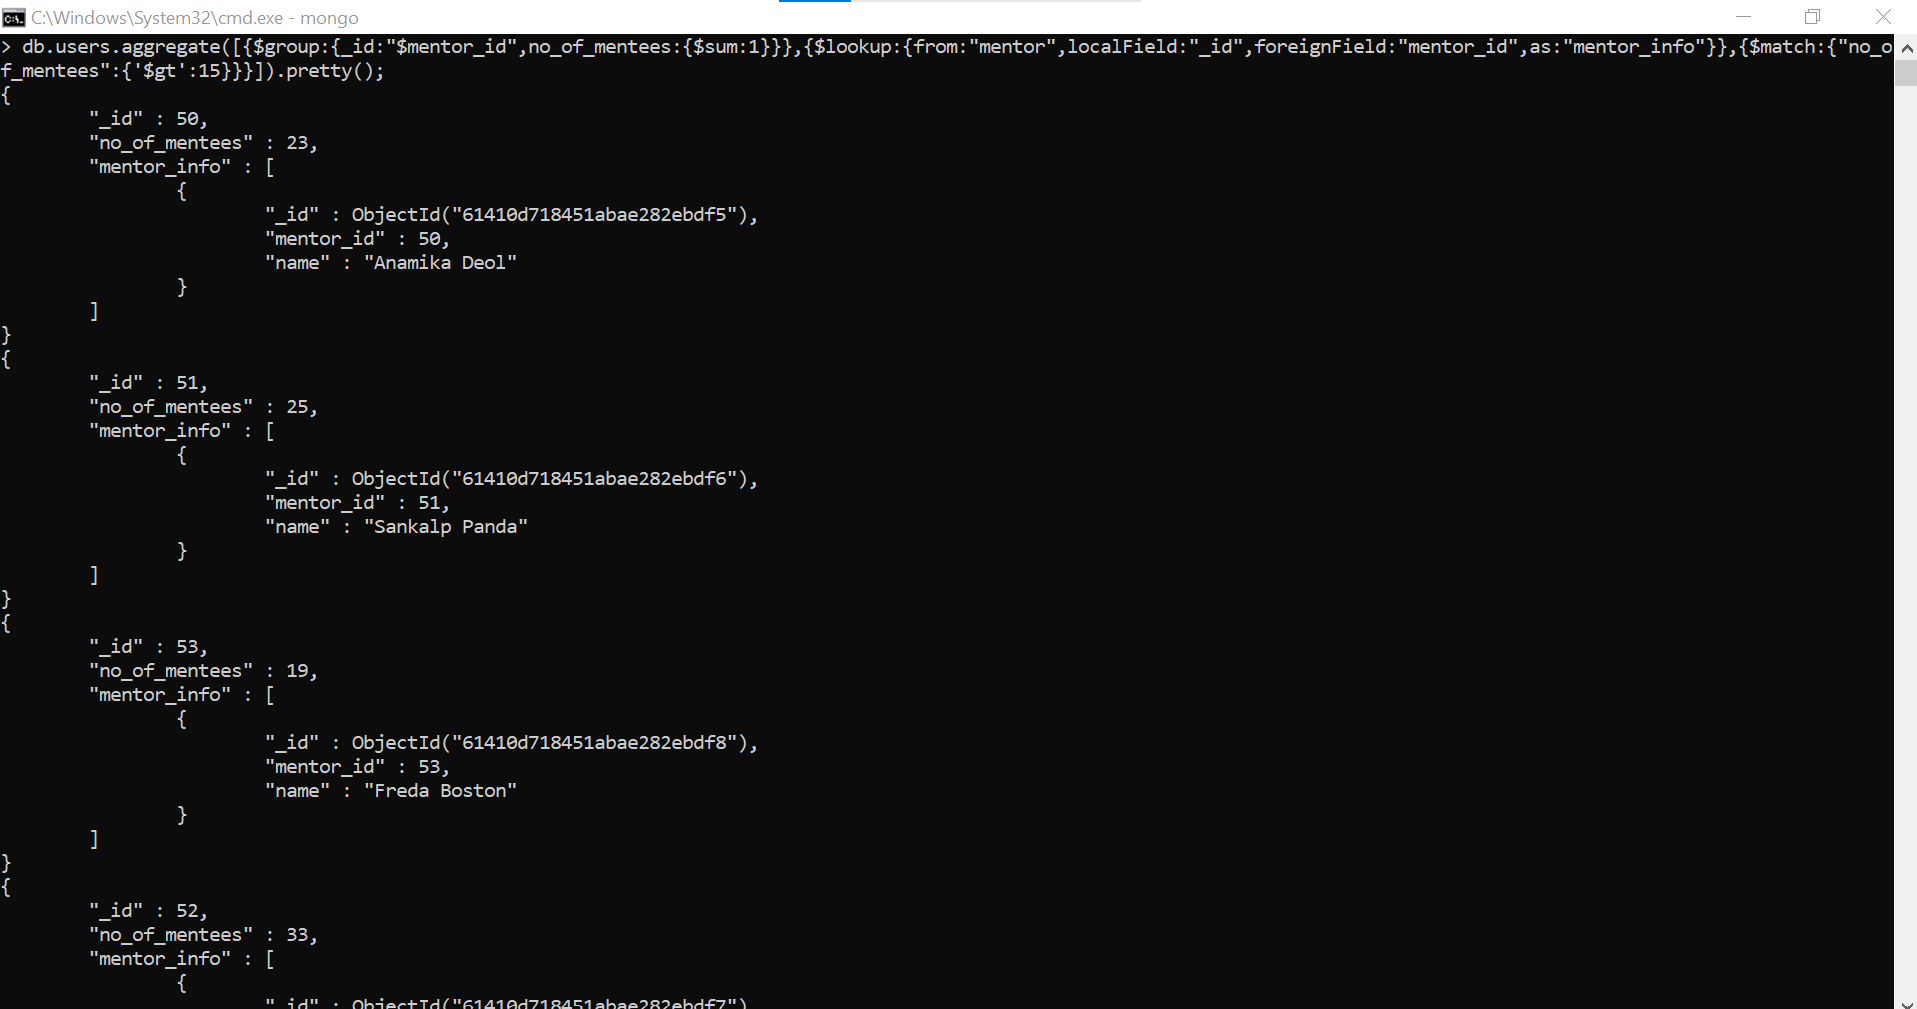 C:\Windows\System32\cmd.exe - mongo
> db.users.aggregate([{$group:{_id:"$mentor_id",no_of_mentees:{$sum:1}}},{$lookup:{from:"mentor",localField:"_id",foreignField:"mentor_id",as:"mentor_info"}},{$match:{"no_o
f_mentees":{'$gt':15}}}]).pretty();
{
"_id" : 50,
"no_of_mentees" : 23,
"mentor_info" : [
{
"_id" : ObjectId("61410d718451abae282ebdf5"),
"mentor_id" : 50,
"name" : "Anamika Deol"
}
]
}
{
"_id" : 51,
"no_of_mentees" : 25,
"mentor_info" : [
{
"_id" : ObjectId("61410d718451abae282ebdf6"),
"mentor_id" : 51,
"name" : "Sankalp Panda"
}
]
}
{
"_id" : 53,
"no_of_mentees" : 19,
"mentor_info" : [
{
"_id" : ObjectId("61410d718451abae282ebdf8"),
"mentor_id" : 53,
"name" : "Freda Boston"
}
]
}
{
"_id" : 52,
"no_of_mentees" : 33,
"mentor_info" : [
{
"_id" : ObjectId("61410d718451abae282ebdf7")